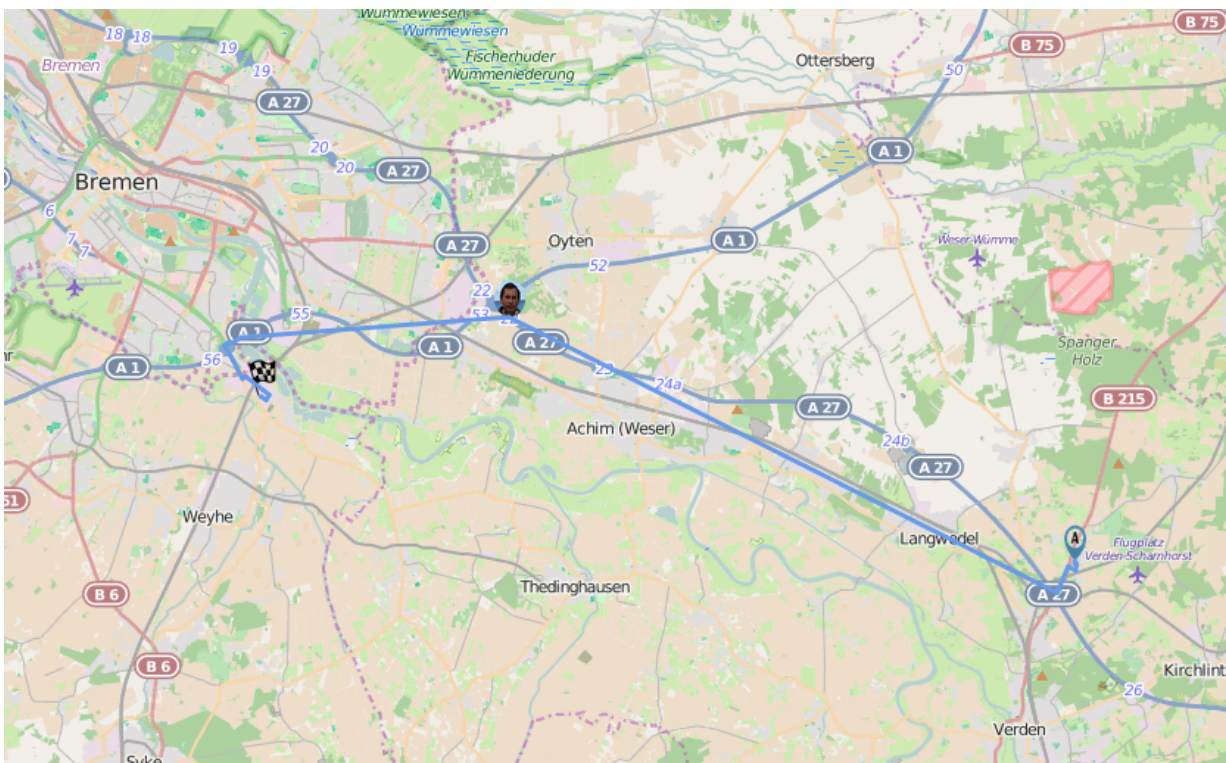 Wümmewiesen
Wümmewiesen
B 75
18
18
B 75
19
Fischerhuder
Wümmeniederung
Ottersberg
Bremen
19
50
A 27
20
20
A 27
A 1
Bremen
6
7
7
A 27
Oyten
A 1
Weser-Wümme
52
22
53
55
A 1
A 27
A 1
56
A 1
Spanger
Holz
23
24a
B 215
A 27
Achim (Weser)
24b
A 27
51
Weyhe
Langwedel
A
Flugplatz
Verden-Scharnhorst
Thedinghausen
B 6
A 27
B 6
Kirchlint
26
Verden
Syke